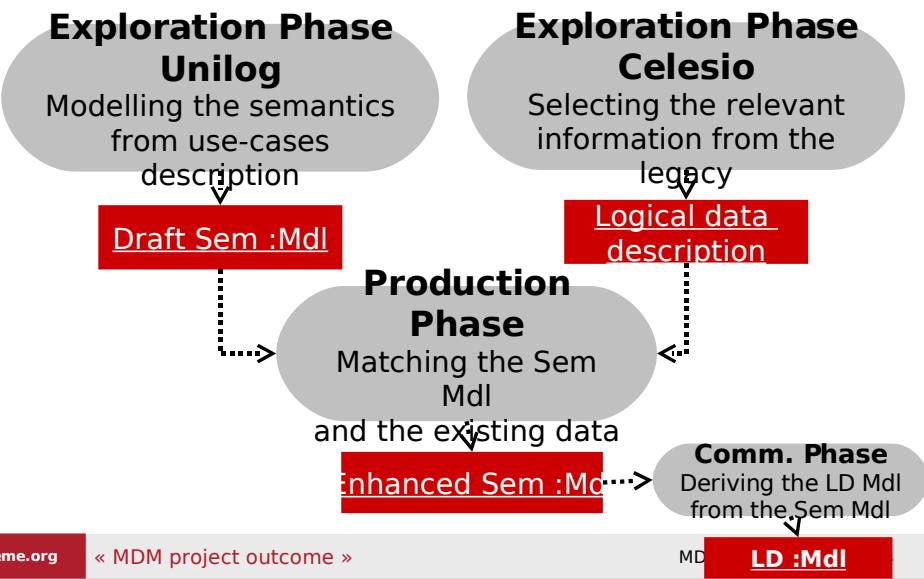 Exploration Phase
Unilog
Modelling the semantics
from use-cases
description
Exploration Phase
Celesio
Selecting the relevant
information from the
legacy
Draft Sem :Mdl
Logical data
description
Production
Phase
Matching the Sem
Mdl
and the existing data
Enhanced Sem :Md
Comm. Phase
Deriving the LD Mdl
from the Sem Mdl
LD :Mdl
eme.org
« MDM project outcome »
MD